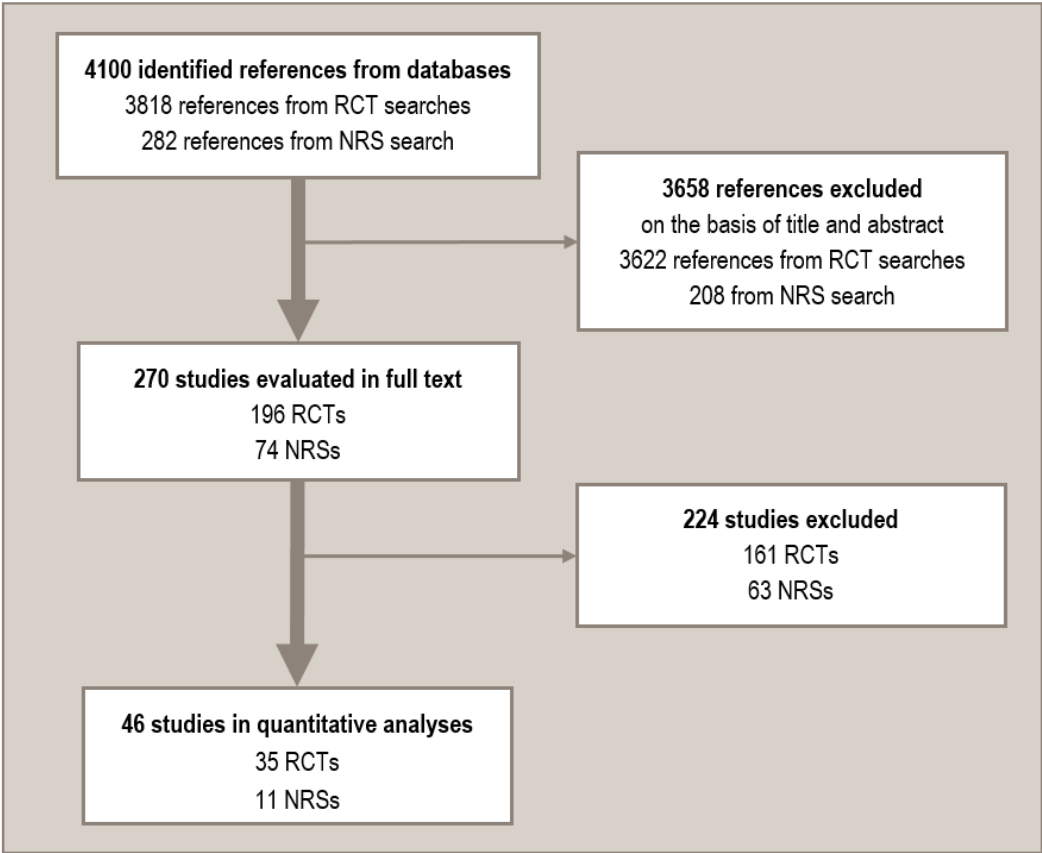 4100 identified references from databases
3818 references from RCT searches
282 references from NRS search
3658 references excluded
on the basis of title and abstract
3622 references from RCT searches
208 from NRS search
270 studies evaluated in full text
196 RCTs
74 NRSs
224 studies excluded
161 RCTs
63 NRSs
46 studies in quantitative analyses
35 RCTs
11 NRSs